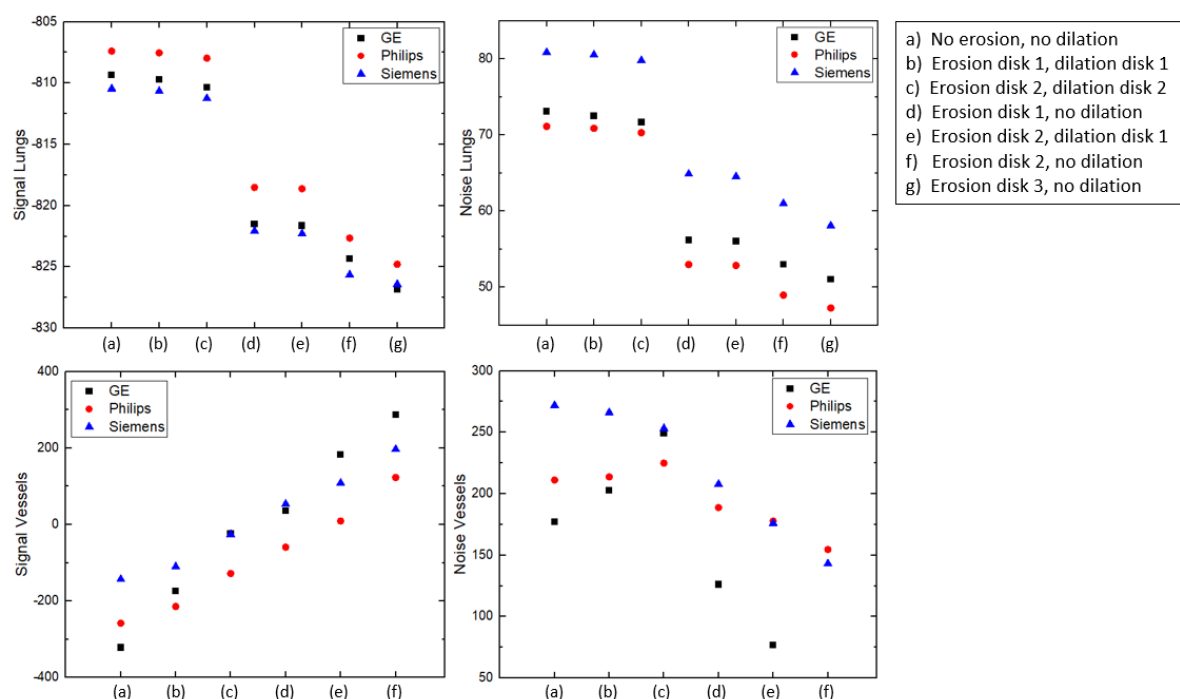 -805
-810
-815
-820
-825
-830
Signal Lungs
GE
Philips
Siemens
(a) (b) (c) (d) (e) (f) (g)
80
70
60
50
Noise Lungs
GE
Philips
Siemens
(a) (b) (c) (d) (e) (f) (g)
a) No erosion, no dilation
b) Erosion disk 1, dilation disk 1
c) Erosion disk 2, dilation disk 2
d) Erosion disk 1, no dilation
e) Erosion disk 2, dilation disk 1
f) Erosion disk 2, no dilation
g) Erosion disk 3, no dilation
400
200
0
-200
-400
Signal Vessels
GE
Philips
Siemens
(a) (b) (c) (d) (e) (f)
300
250
200
150
100
50
Noise Vessels
GE
Philips
Siemens
(a) (b) (c) (d) (e) (f)